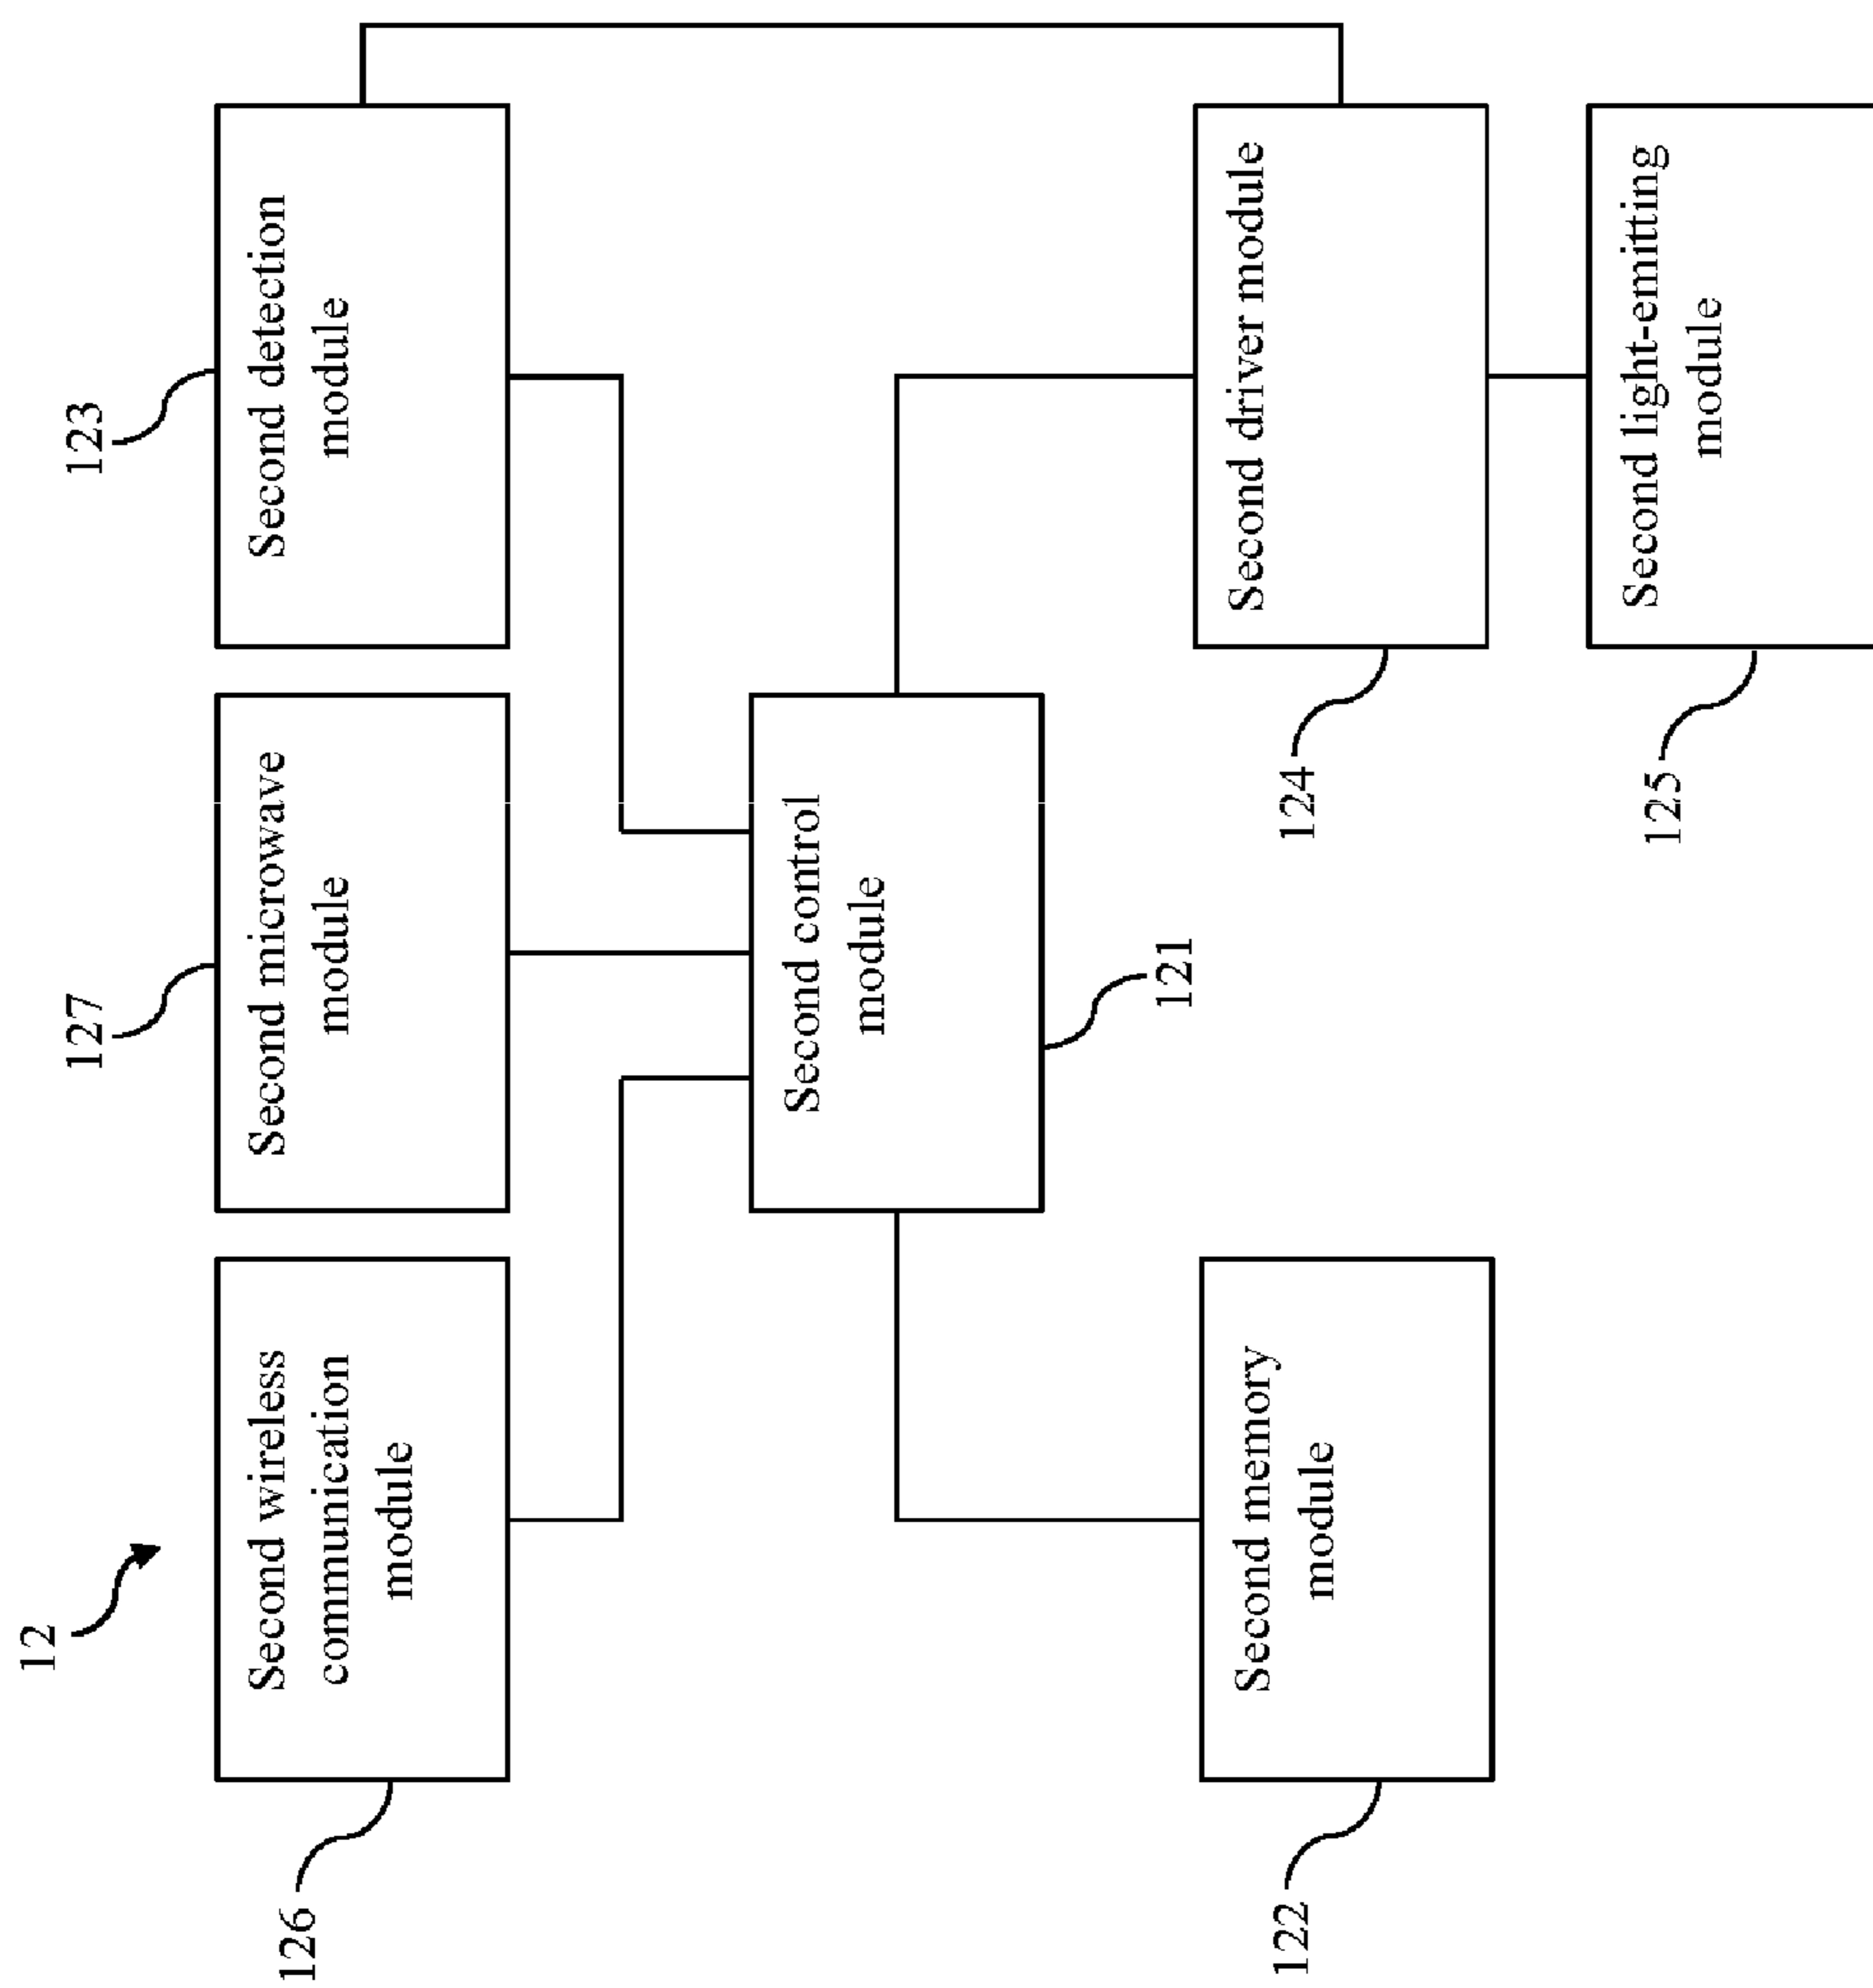 12
126
Second wireless
communication
module
127
Second microwave
module
123
Second detection
module
Second control
module
121
122
Second memory
module
124
Second driver module
125
Second light-emitting
module